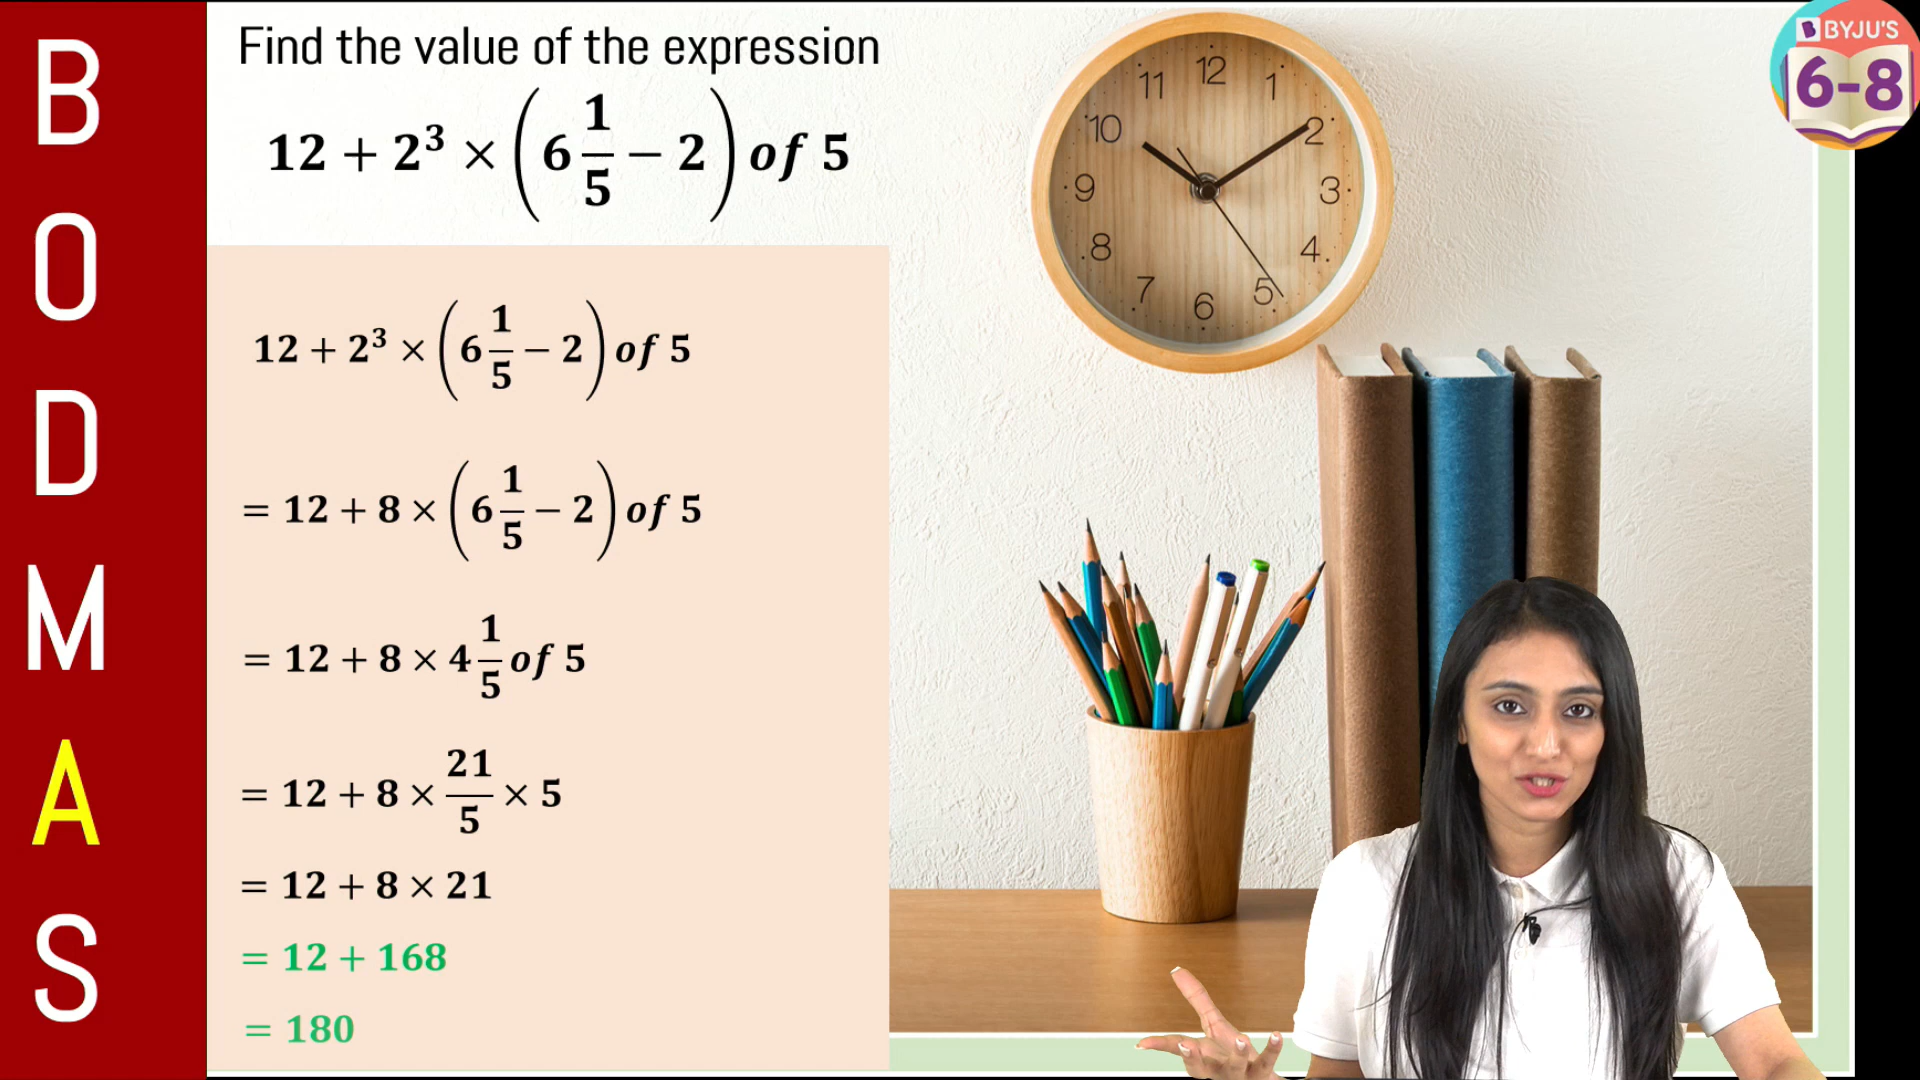 B
O
D
M
A
S
Find the value of the expression
12 + 2³ × (6 1/5 − 2) of 5
12 + 2³ × (6 1/5 − 2) of 5
= 12 + 8 × (6 1/5 − 2) of 5
= 12 + 8 × 4 1/5 of 5
= 12 + 8 × 21/5 × 5
= 12 + 8 × 21
= 12 + 168
= 180
12
1
2
3
4
5
6
7
8
9
10
11
B BYJU'S
6-8